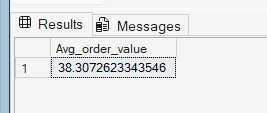 Results Messages
Avg_order_value
1 38.3072623343546